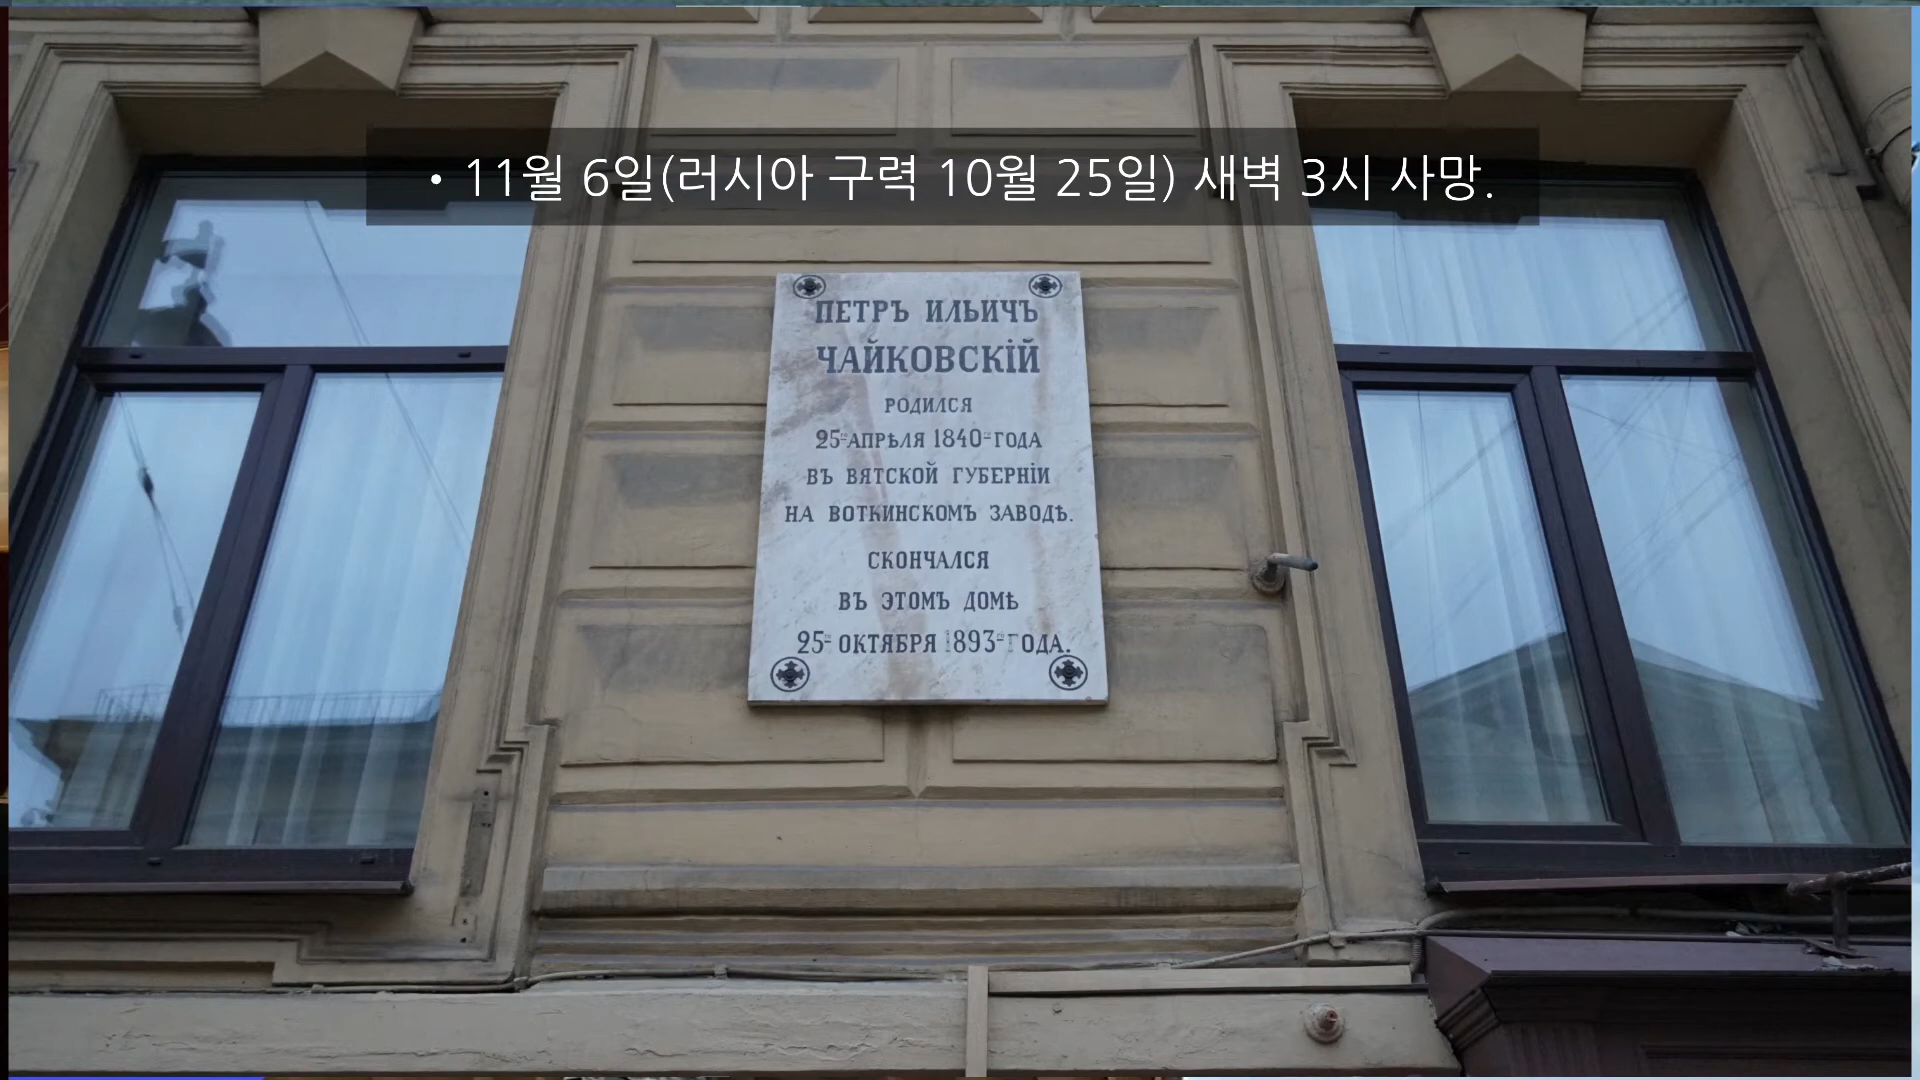 • 11월 6일(러시아 구력 10월 25일) 새벽 3시 사망.
ПЕТРЪ ИЛЬИЧЪ
ЧАЙКОВСКІЙ
РОДИЛСЯ
25го АПРѢЛЯ 1840го ГОДА
ВЪ ВЯТСКОЙ ГУБЕРНІИ
НА ВОТКИНСКОМЪ ЗАВОДѢ.
СКОНЧАЛСЯ
ВЪ ЭТОМЪ ДОМѢ
25го ОКТЯБРЯ 1893го ГОДА.